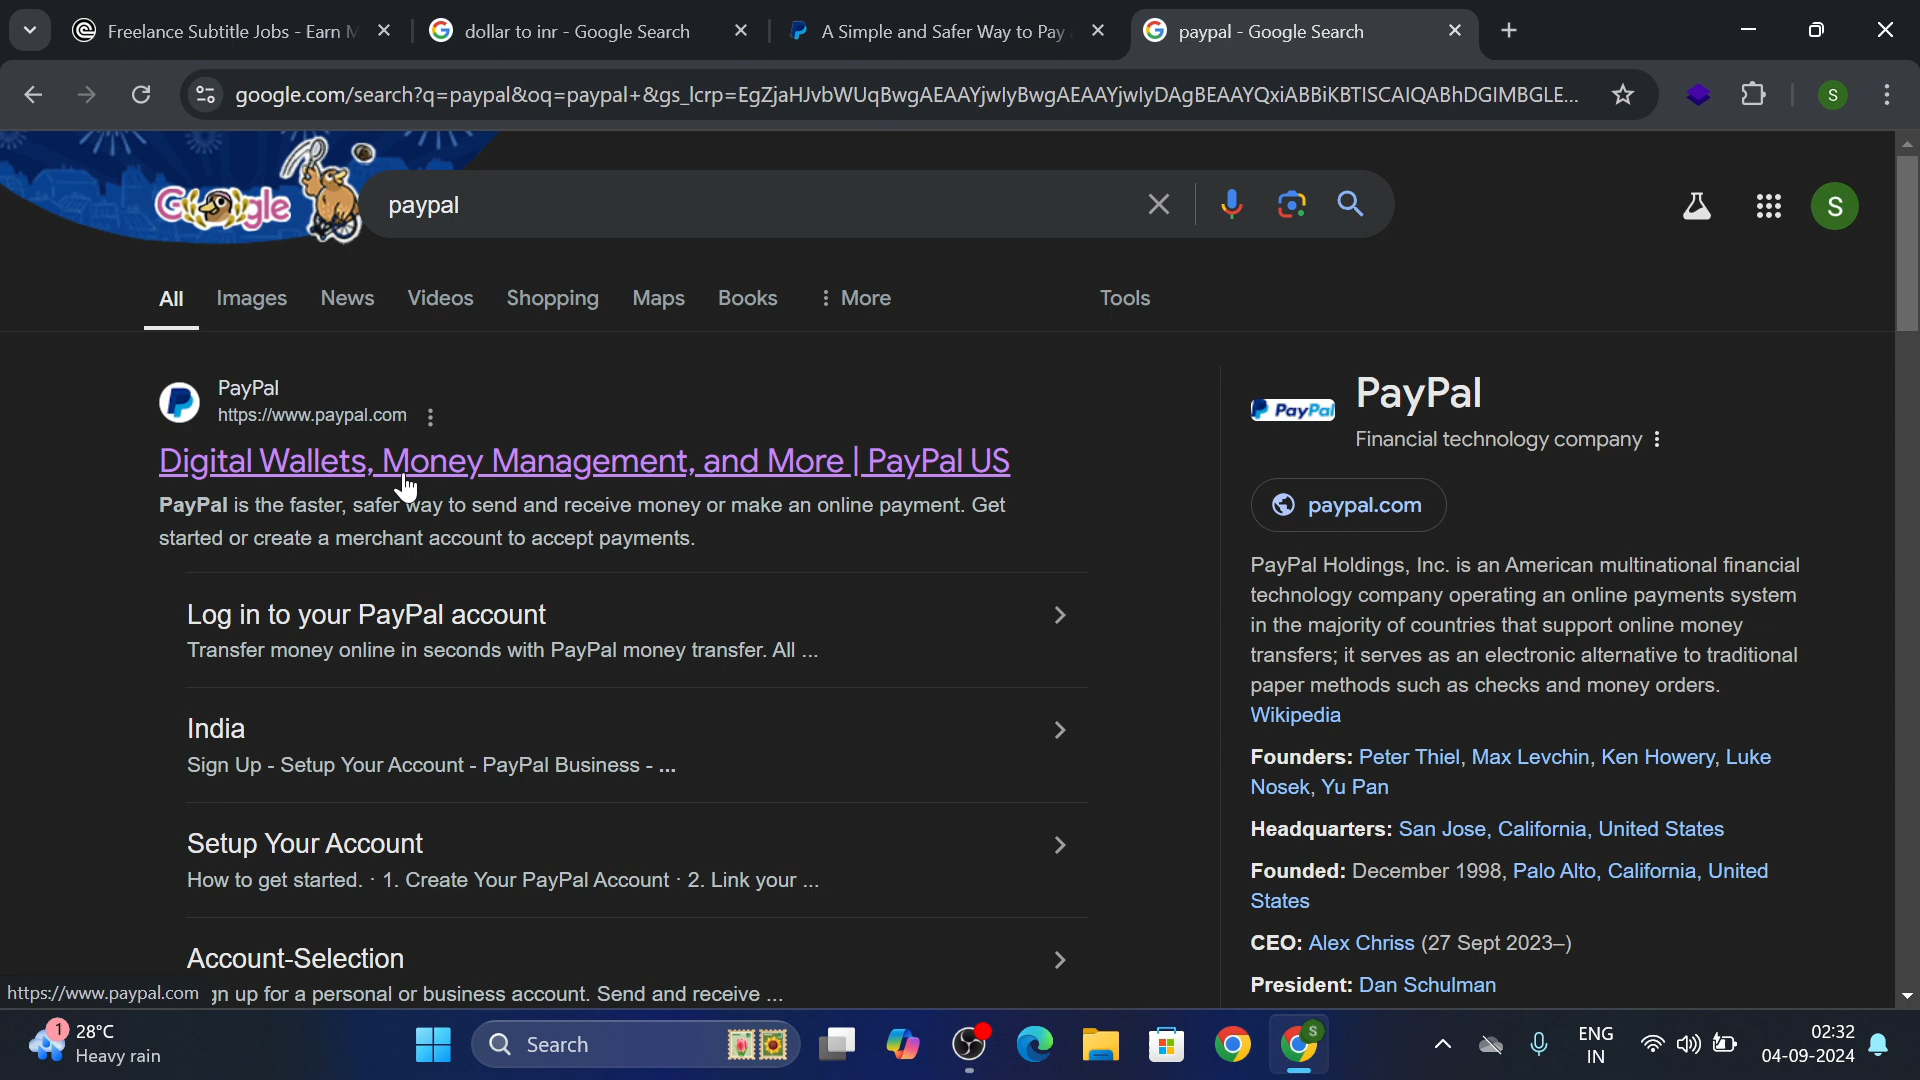 Freelance Subtitle Jobs - Earn M
dollar to inr - Google Search
A Simple and Safer Way to Pay
paypal - Google Search
google.com/search?q=paypal&oq=paypal+&gs_lcrp=EgZjaHJvbWUqBwgAEAAYjwIyBwgAEAAYjwIyDAgBEAAYQxiABBiKBTISCAIQABhDGIMBGLE...
S
Google
paypal
S
All
Images
News
Videos
Shopping
Maps
Books
More
Tools
PayPal
https://www.paypal.com
Digital Wallets, Money Management, and More | PayPal US
PayPal is the faster, safer way to send and receive money or make an online payment. Get
started or create a merchant account to accept payments.
Log in to your PayPal account
Transfer money online in seconds with PayPal money transfer. All ...
India
Sign Up - Setup Your Account - PayPal Business - ...
Setup Your Account
How to get started. · 1. Create Your PayPal Account · 2. Link your ...
Account-Selection
gn up for a personal or business account. Send and receive ...
https://www.paypal.com
PayPal
PayPal
Financial technology company
paypal.com
PayPal Holdings, Inc. is an American multinational financial
technology company operating an online payments system
in the majority of countries that support online money
transfers; it serves as an electronic alternative to traditional
paper methods such as checks and money orders.
Wikipedia
Founders: Peter Thiel, Max Levchin, Ken Howery, Luke
Nosek, Yu Pan
Headquarters: San Jose, California, United States
Founded: December 1998, Palo Alto, California, United
States
CEO: Alex Chriss (27 Sept 2023–)
President: Dan Schulman
1
28°C
Heavy rain
Search
S
ENG
IN
02:32
04-09-2024